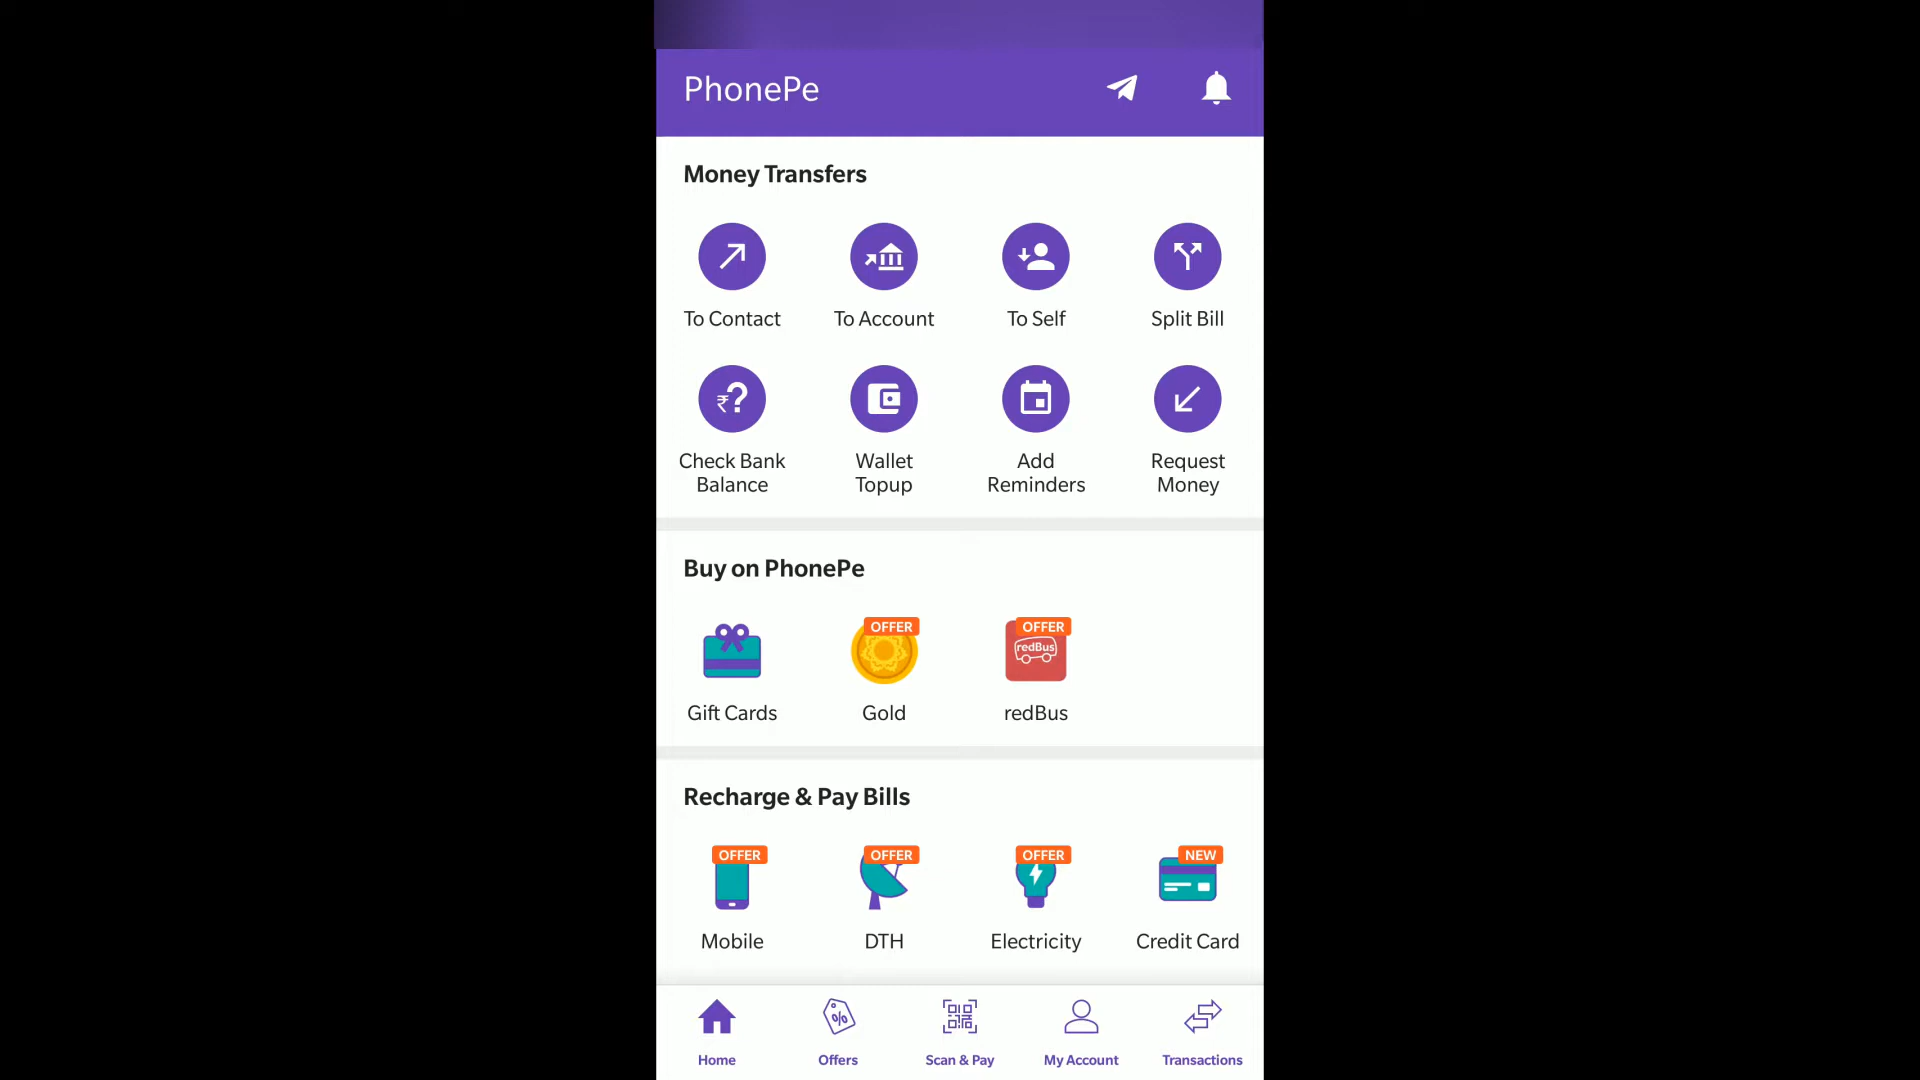 PhonePe
Money Transfers
To Contact
To Account
To Self
Split Bill
₹?
Check Bank
Balance
Wallet
Topup
Add
Reminders
Request
Money
Buy on PhonePe
OFFER
OFFER
redBus
Gift Cards
Gold
redBus
Recharge & Pay Bills
OFFER
OFFER
OFFER
NEW
Mobile
DTH
Electricity
Credit Card
%
Home
Offers
Scan & Pay
My Account
Transactions